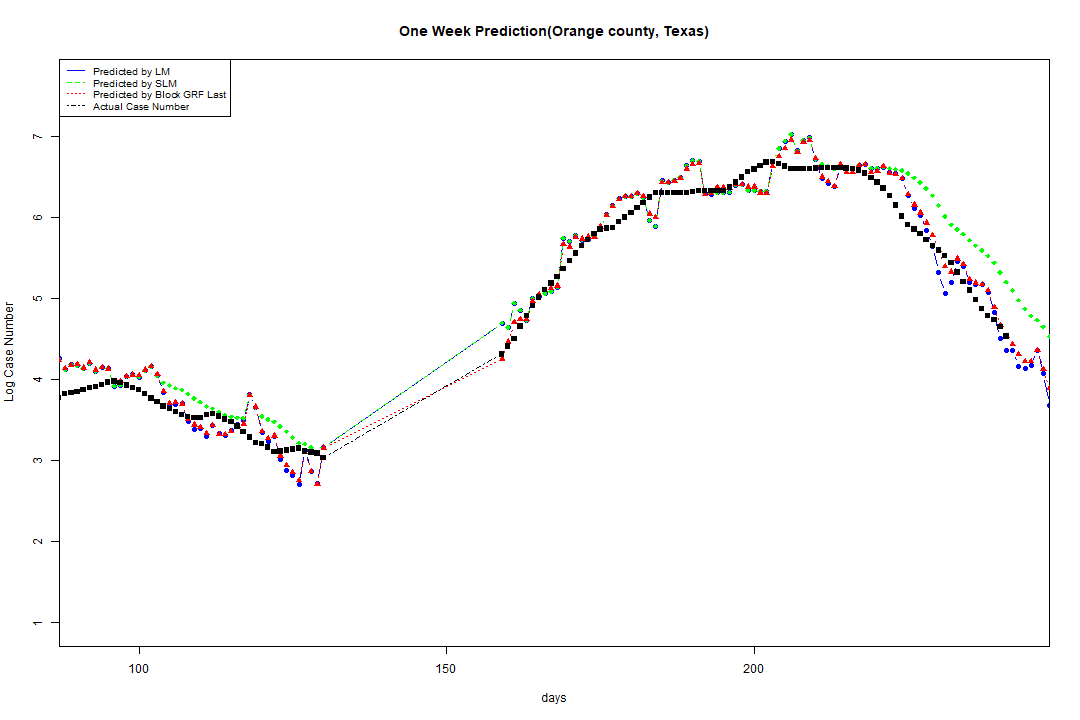 One Week Prediction(Orange county, Texas)
Predicted by LM
Predicted by SLM
Predicted by Block GRF Last
Actual Case Number
7
6
5
4
3
2
1
Log Case Number
100
150
200
days